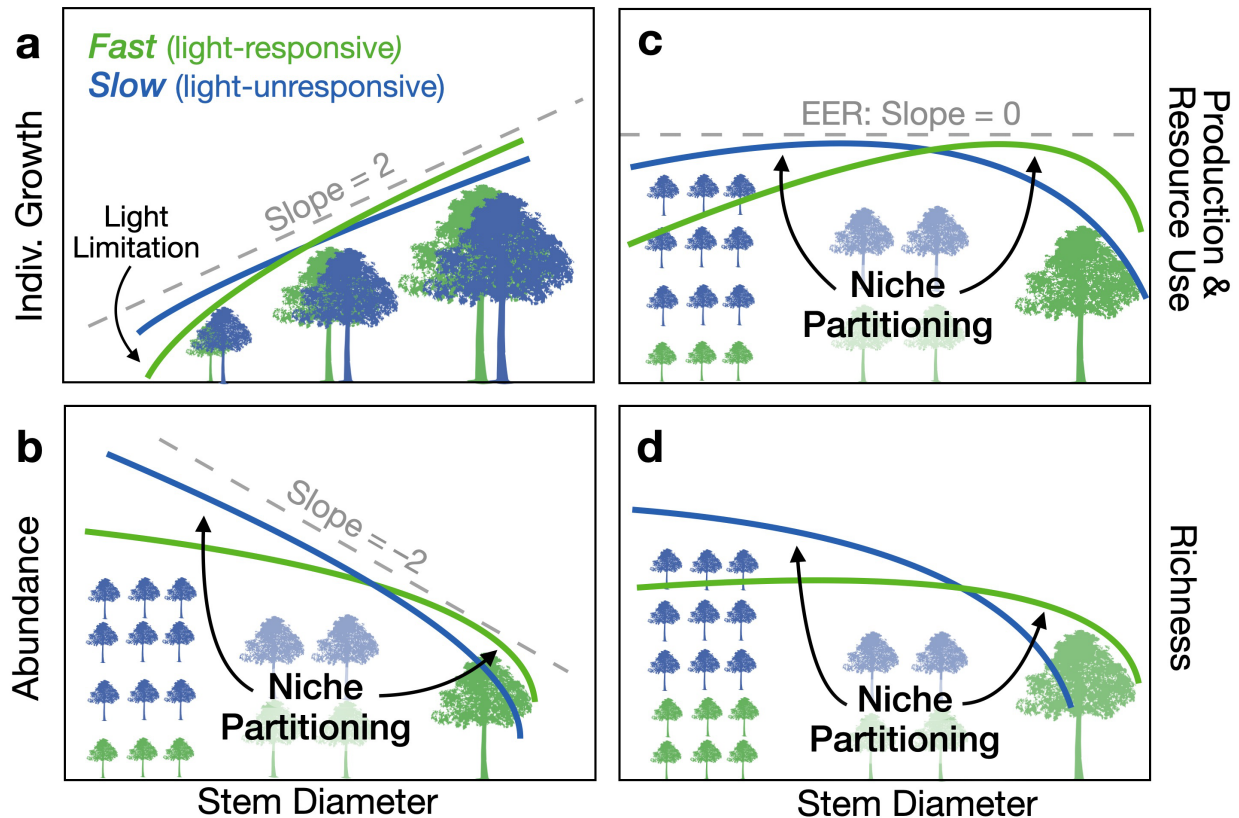 a
Fast (light-responsive)
Slow (light-unresponsive)
Slope = 2
Light
Limitation
Indiv. Growth
c
EER: Slope = 0
Niche
Partitioning
Production &
Resource Use
b
Slope = –2
Niche
Partitioning
Abundance
Stem Diameter
d
Niche
Partitioning
Richness
Stem Diameter